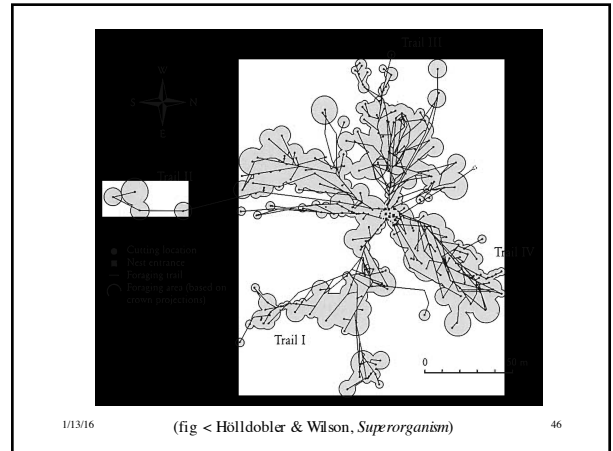 Trail III
W
S N
E
Trail II
Cutting location
Nest entrance
Foraging trail
Foraging area (based on
crown projections)
Trail IV
Trail I
0 50 m
1/13/16
(fig < Hölldobler & Wilson, Superorganism)
46